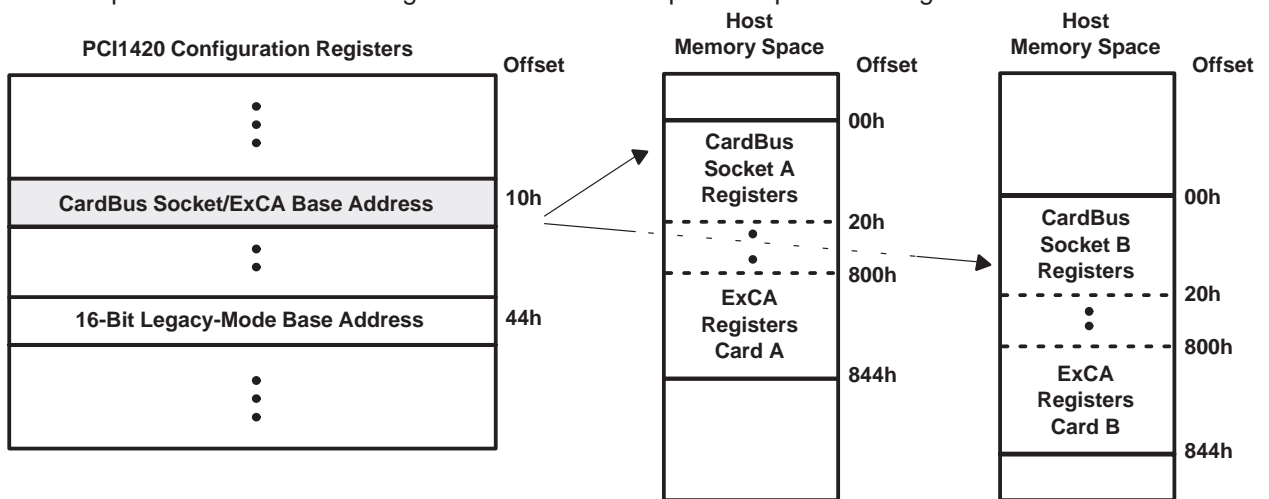 PCI1420 Configuration Registers
Offset
CardBus Socket/ExCA Base Address
10h
16-Bit Legacy-Mode Base Address
44h
Host
Memory Space
Offset
00h
CardBus
Socket A
Registers
20h
800h
ExCA
Registers
Card A
844h
Host
Memory Space
Offset
00h
CardBus
Socket B
Registers
20h
800h
ExCA
Registers
Card B
844h